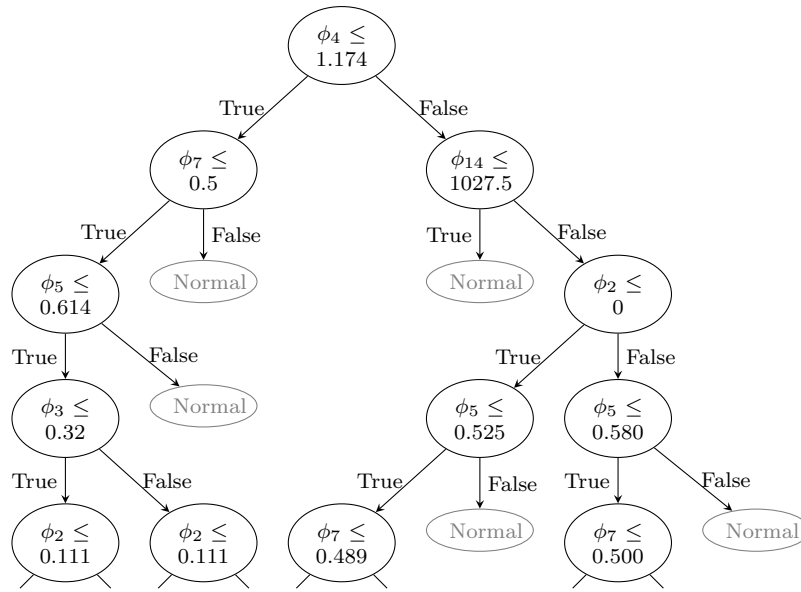 ϕ4 ≤
1.174
True
False
ϕ7 ≤
0.5
ϕ14 ≤
1027.5
True
False
True
False
ϕ5 ≤
0.614
Normal
Normal
ϕ2 ≤
0
True
False
True
False
ϕ3 ≤
0.32
Normal
ϕ5 ≤
0.525
ϕ5 ≤
0.580
True
False
True
False
True
False
ϕ2 ≤
0.111
ϕ2 ≤
0.111
ϕ7 ≤
0.489
Normal
ϕ7 ≤
0.500
Normal